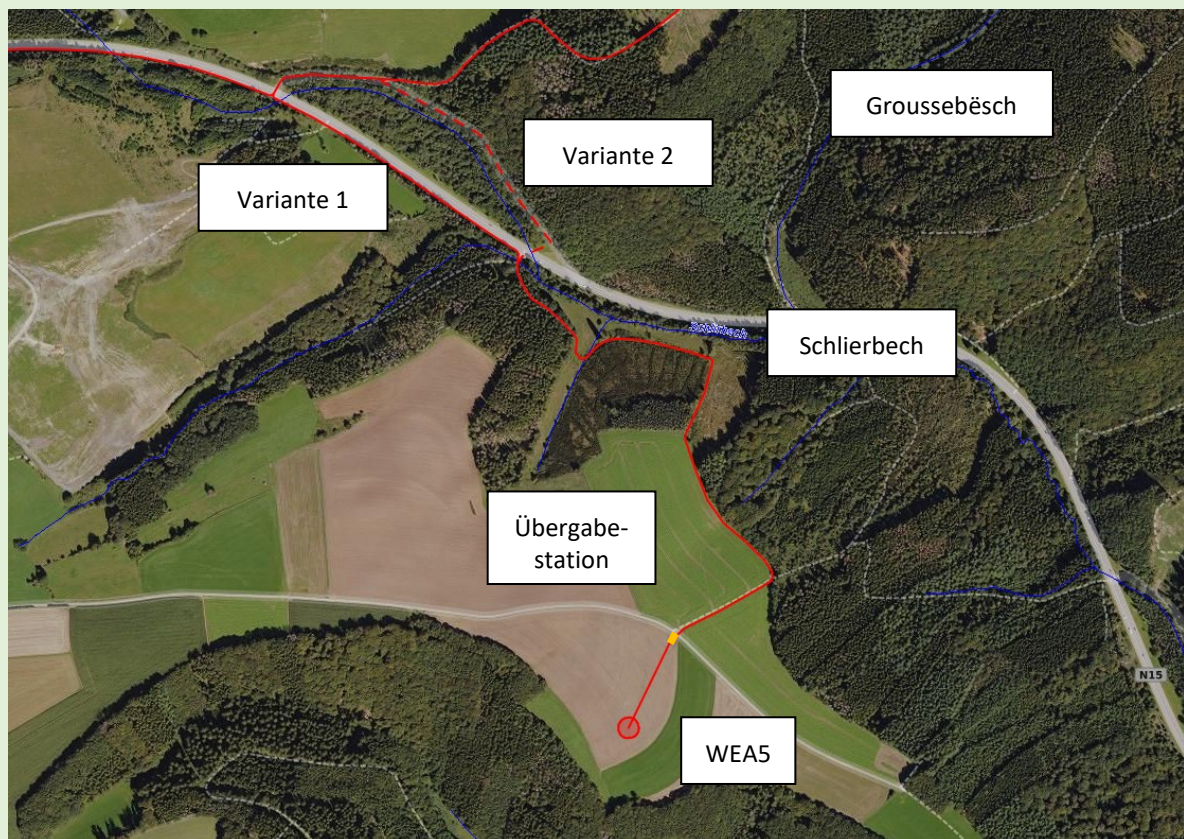 Groussebësch
Variante 2
Variante 1
Schlierbech
Übergabe-
station
N15
WEA5